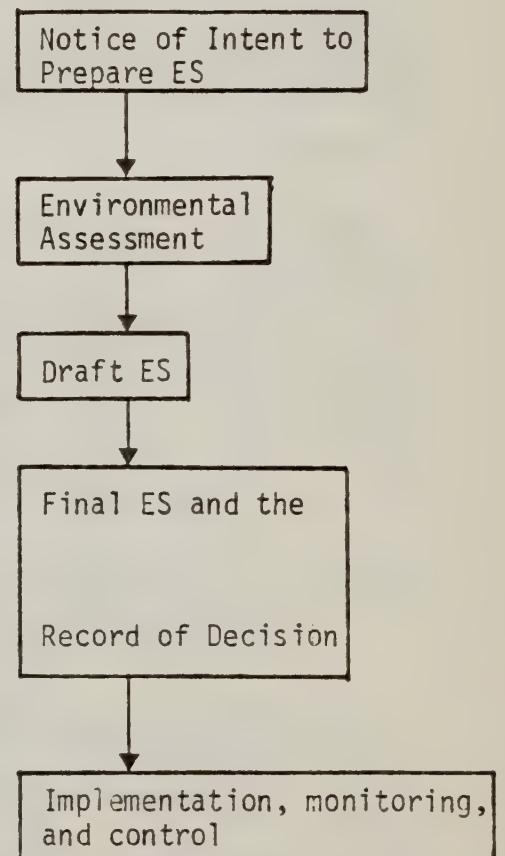 Notice of Intent to
Prepare ES
Environmental
Assessment
Draft ES
Final ES and the
Record of Decision
Implementation, monitoring,
and control